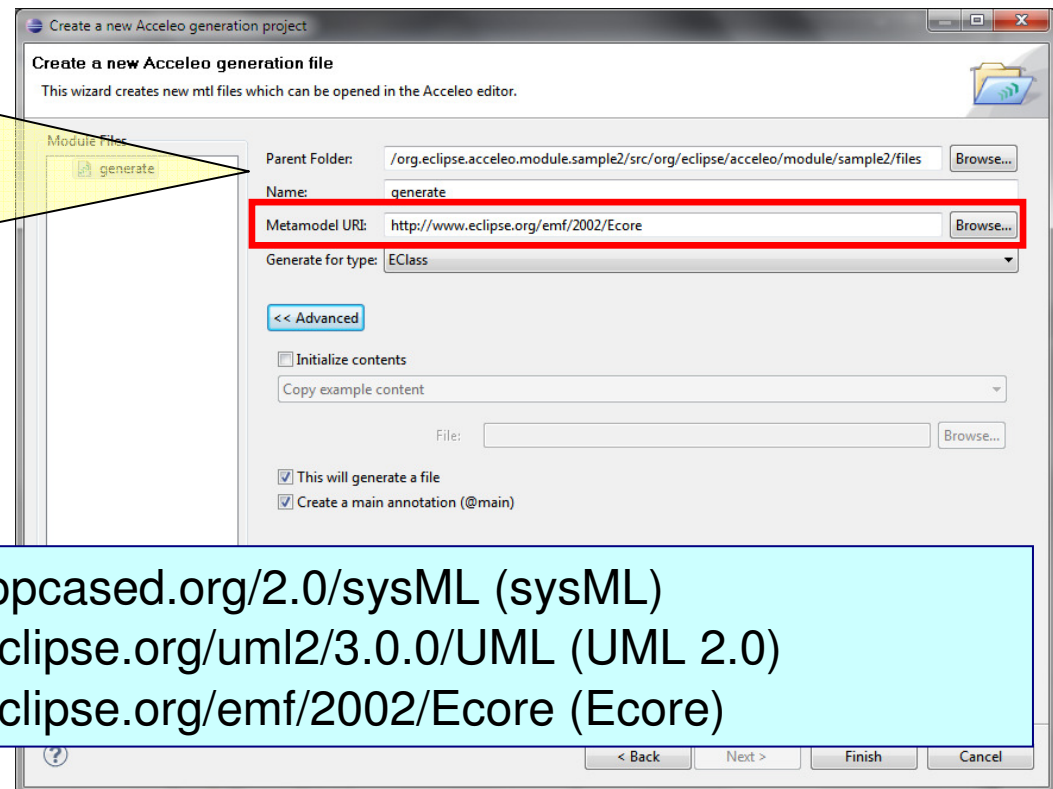 Create a new Acceleo generation project
Create a new Acceleo generation file
This wizard creates new mtl files which can be opened in the Acceleo editor.
Module Files
generate
Parent Folder: /org.eclipse.acceleo.module.sample2/src/org/eclipse/acceleo/module/sample2/files Browse...
Name: generate
Metamodel URI: http://www.eclipse.org/emf/2002/Ecore Browse...
Generate for type: EClass
<< Advanced
Initialize contents
Copy example content
File: Browse...
This will generate a file
Create a main annotation (@main)
opcased.org/2.0/sysML (sysML)
clipse.org/uml2/3.0.0/UML (UML 2.0)
clipse.org/emf/2002/Ecore (Ecore)
? < Back Next > Finish Cancel